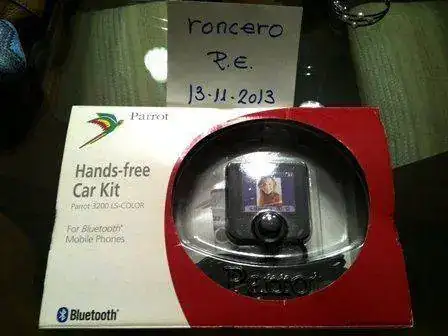 roncero
P.E.
13-11-2013
Parrot
Hands-free
Car Kit
Parrot 3200 LS-COLOR
For Bluetooth®
Mobile Phones
Parrot
Bluetooth®